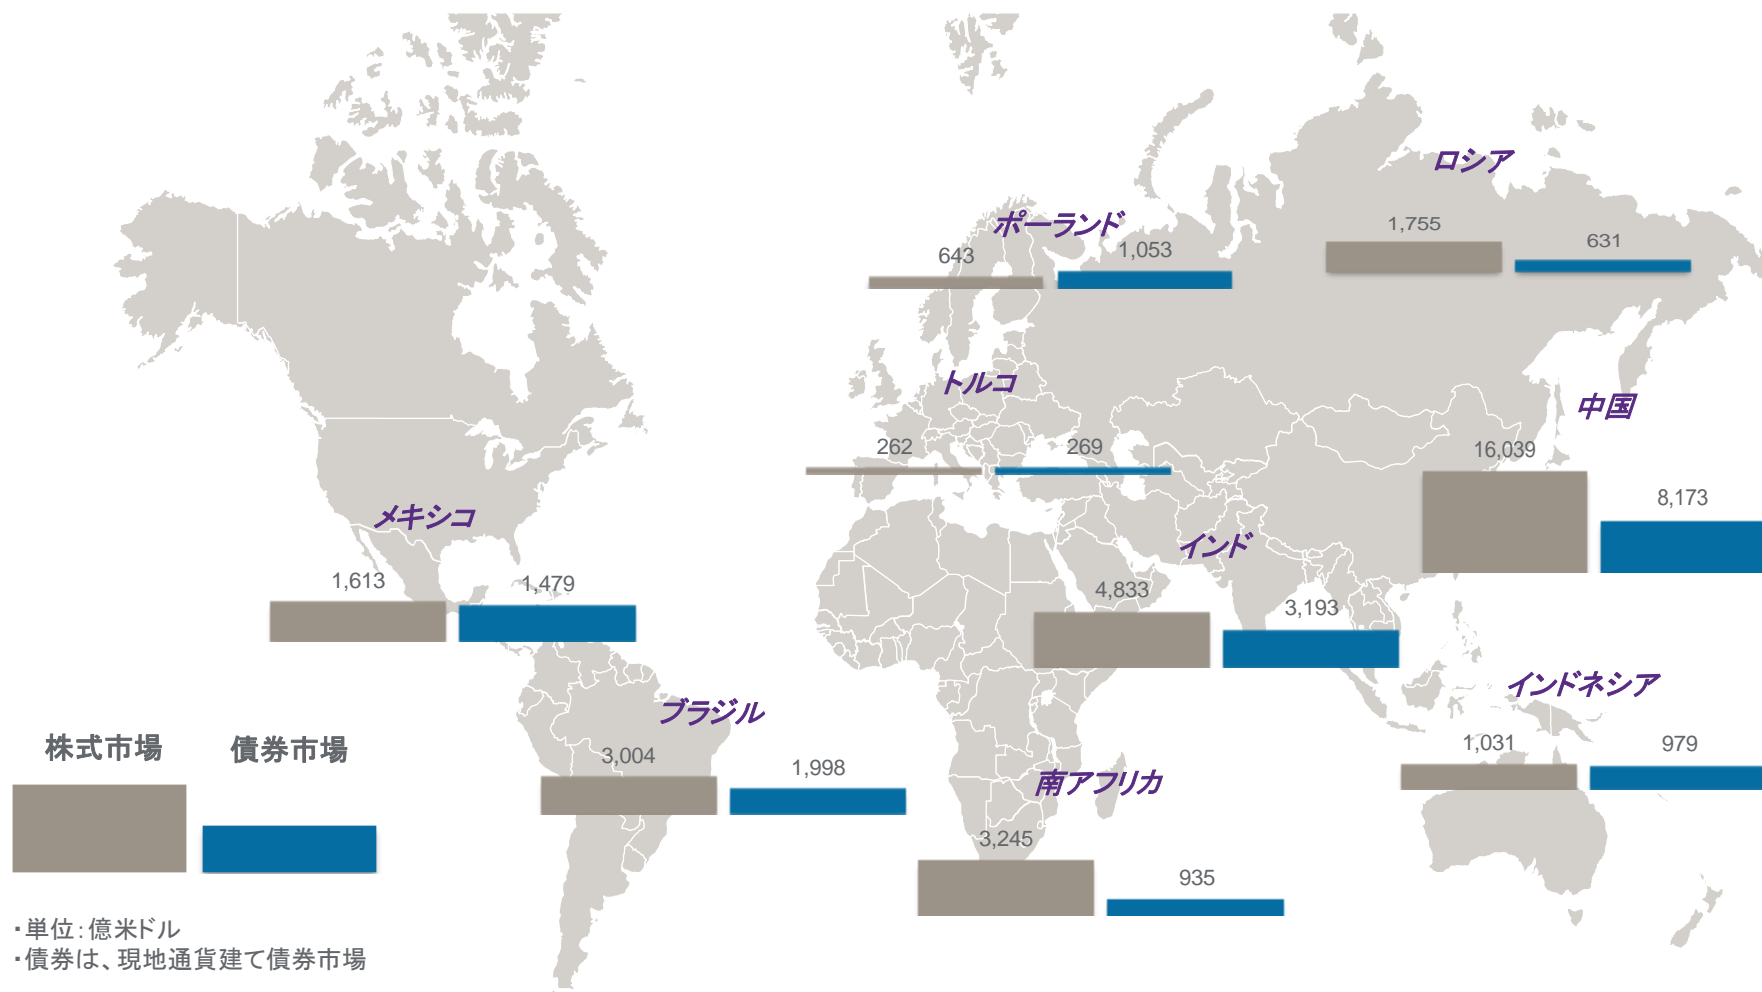 ロシア
1,755
631
ポーランド
643
1,053
トルコ
262
269
中国
16,039
8,173
メキシコ
1,613
1,479
インド
4,833
3,193
インドネシア
1,031
979
ブラジル
3,004
1,998
南アフリカ
3,245
935
株式市場
債券市場
・単位：億米ドル
・債券は、現地通貨建て債券市場